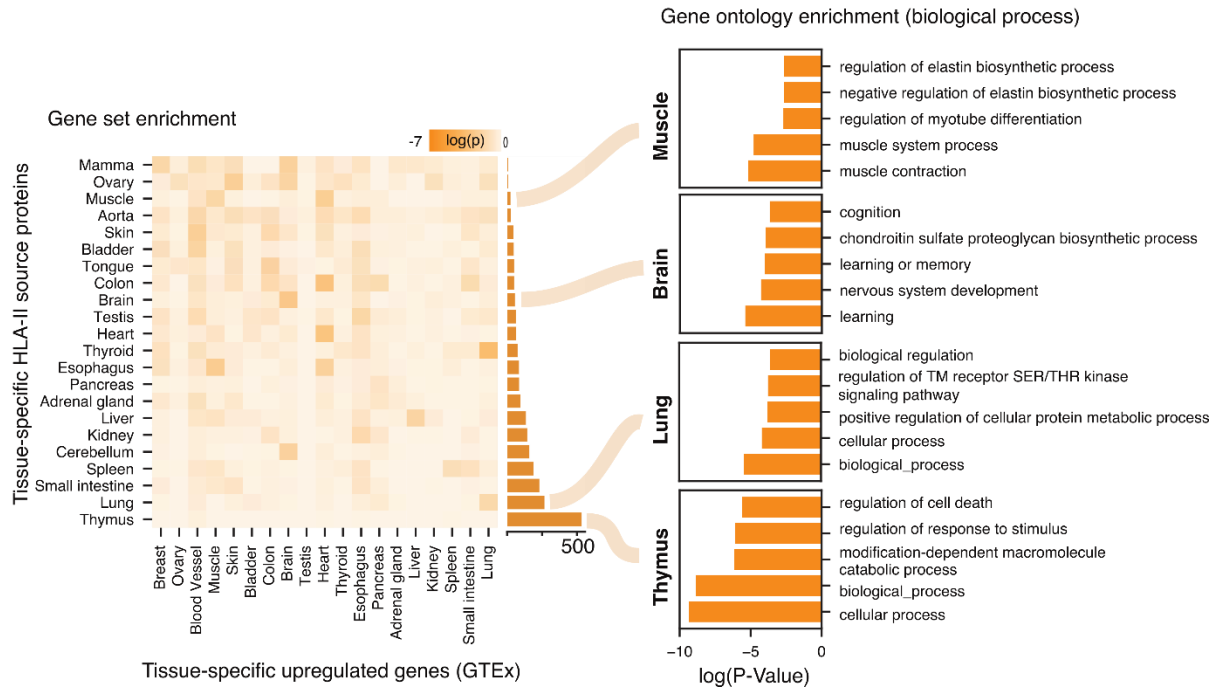 Gene ontology enrichment (biological process)
Gene set enrichment
-7
log(p)
0
Tissue-specific HLA-II source proteins
Mamma
Ovary
Muscle
Aorta
Skin
Bladder
Tongue
Colon
Brain
Testis
Heart
Thyroid
Esophagus
Pancreas
Adrenal gland
Liver
Kidney
Cerebellum
Spleen
Small intestine
Lung
Thymus
500
Breast
Ovary
Blood Vessel
Muscle
Skin
Bladder
Colon
Brain
Testis
Heart
Thyroid
Esophagus
Pancreas
Adrenal gland
Liver
Kidney
Spleen
Small intestine
Lung
Tissue-specific upregulated genes (GTEx)
Muscle
regulation of elastin biosynthetic process
negative regulation of elastin biosynthetic process
regulation of myotube differentiation
muscle system process
muscle contraction
Brain
cognition
chondroitin sulfate proteoglycan biosynthetic process
learning or memory
nervous system development
learning
Lung
biological regulation
regulation of TM receptor SER/THR kinase
signaling pathway
positive regulation of cellular protein metabolic process
cellular process
biological_process
Thymus
regulation of cell death
regulation of response to stimulus
modification-dependent macromolecule
catabolic process
biological_process
cellular process
-10
-5
0
log(P-Value)